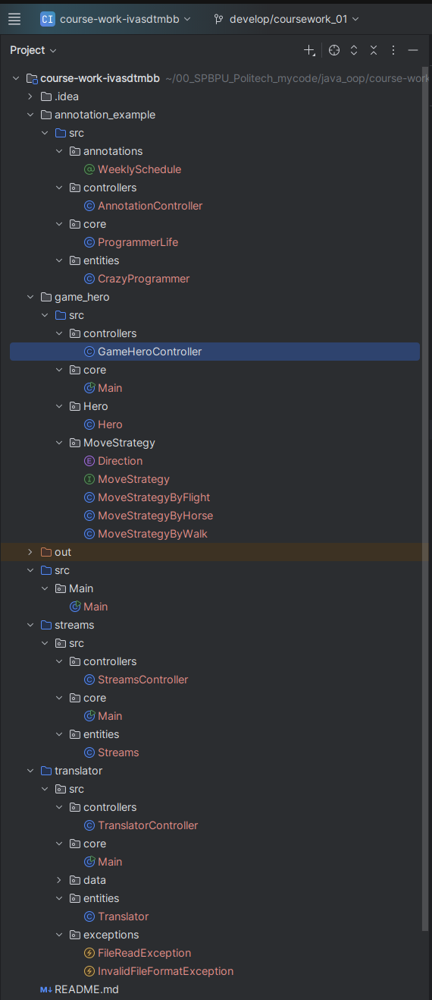 CI course-work-ivasdtmbb develop/coursework_01
Project
course-work-ivasdtmbb ~/00_SPBPU_Politech_mycode/java_oop/course-work
.idea
annotation_example
src
annotations
@ WeeklySchedule
controllers
C AnnotationController
core
C ProgrammerLife
entities
C CrazyProgrammer
game_hero
src
controllers
C GameHeroController
core
C Main
Hero
C Hero
MoveStrategy
E Direction
I MoveStrategy
C MoveStrategyByFlight
C MoveStrategyByHorse
C MoveStrategyByWalk
out
src
Main
C Main
streams
src
controllers
C StreamsController
core
C Main
entities
C Streams
translator
src
controllers
C TranslatorController
core
C Main
data
entities
C Translator
exceptions
FileReadException
InvalidFileFormatException
M↓ README.md